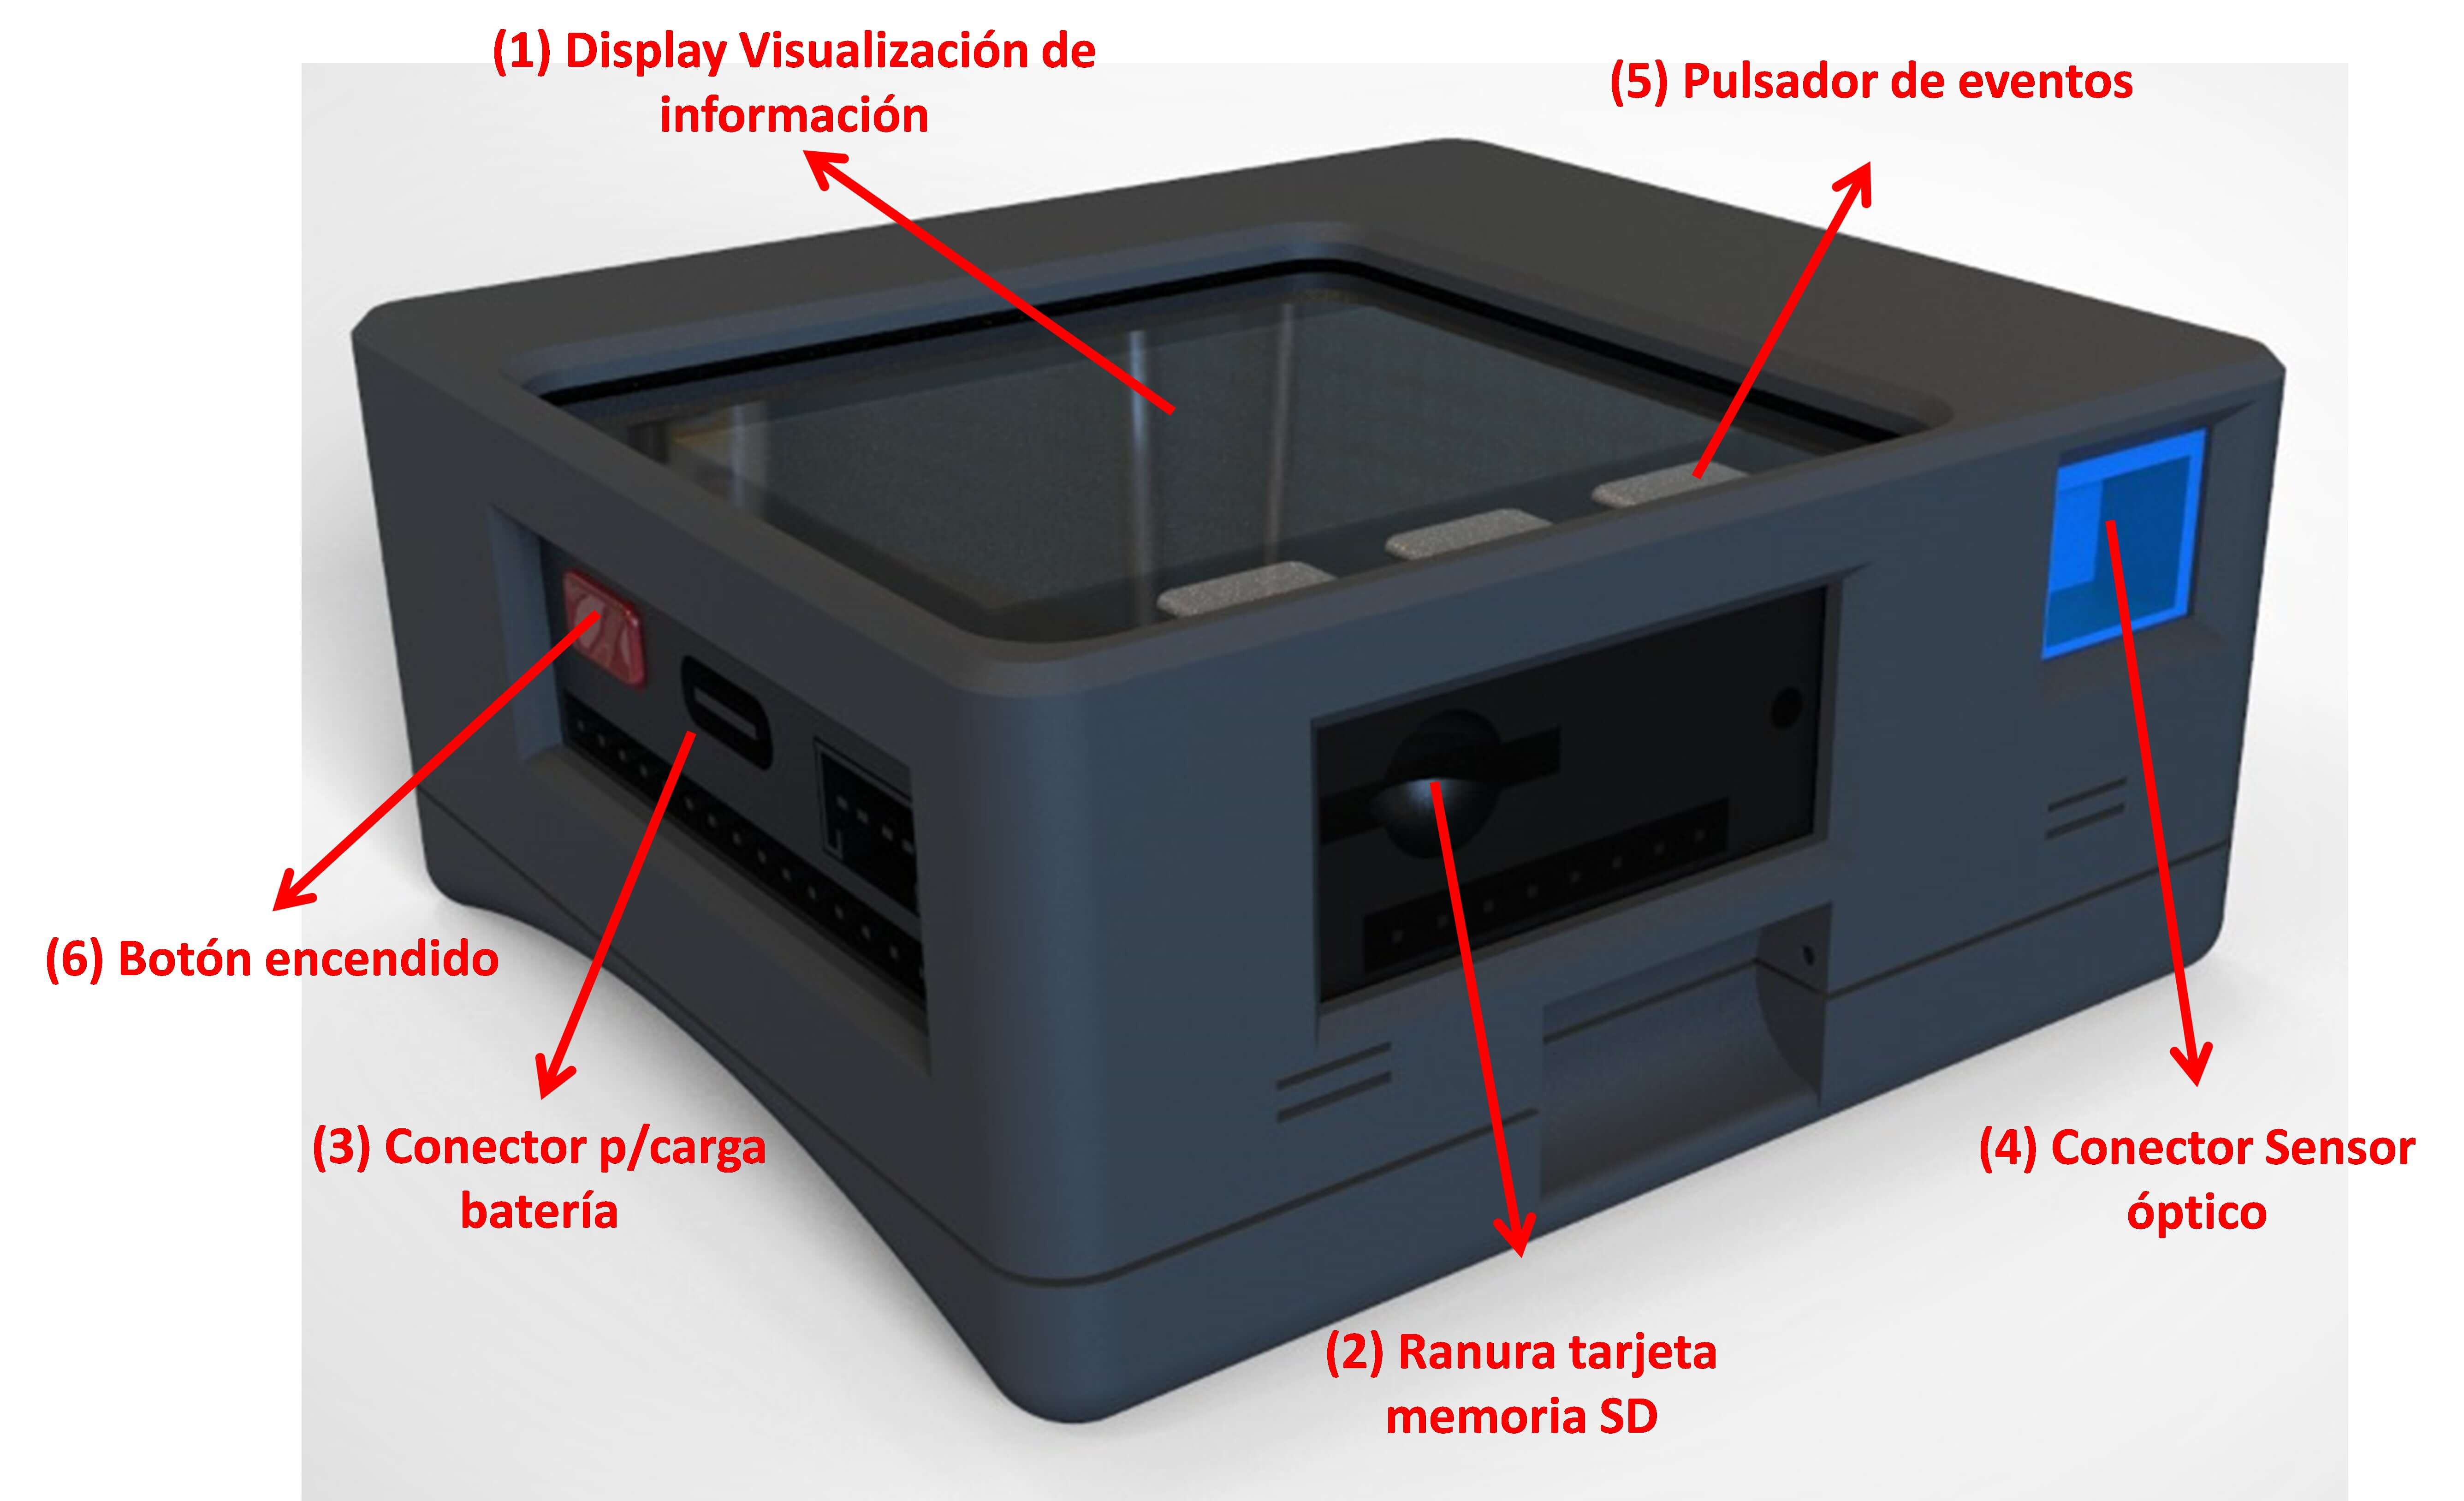 (1) Display Visualización de
información
(5) Pulsador de eventos
(6) Botón encendido
(3) Conector p/carga
batería
(4) Conector Sensor
óptico
(2) Ranura tarjeta
memoria SD